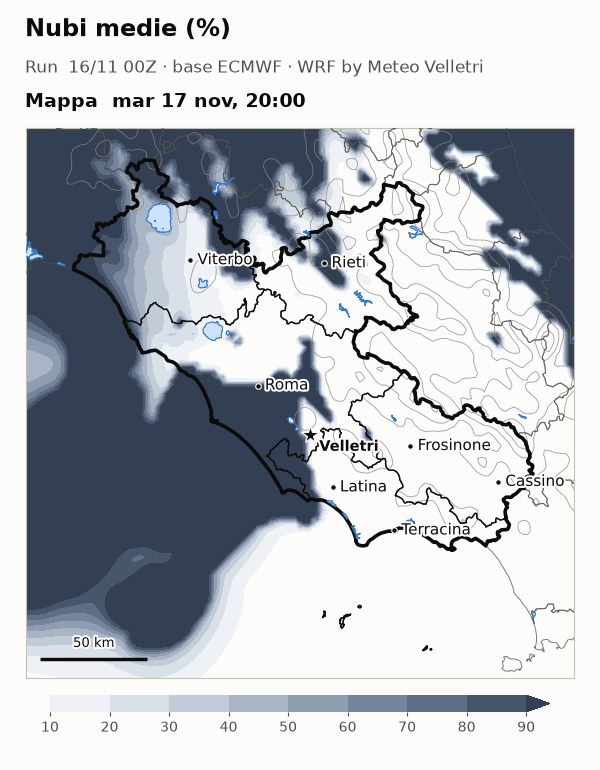 Nubi medie (%)
Run  16/11 00Z · base ECMWF · WRF by Meteo Velletri
Mappa  mar 17 nov, 20:00
Viterbo
Rieti
Roma
Velletri
Frosinone
Latina
Cassino
Terracina
50 km
10 20 30 40 50 60 70 80 90